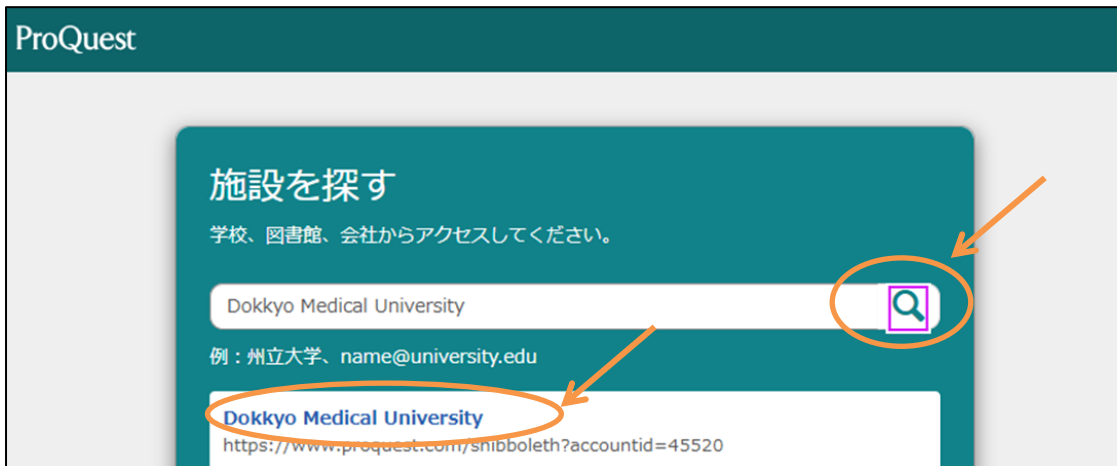 ProQuest
施設を探す
学校、図書館、会社からアクセスしてください。
Dokkyo Medical University
例：州立大学、name@university.edu
Dokkyo Medical University
https://www.proquest.com/shibboleth?accountid=45520